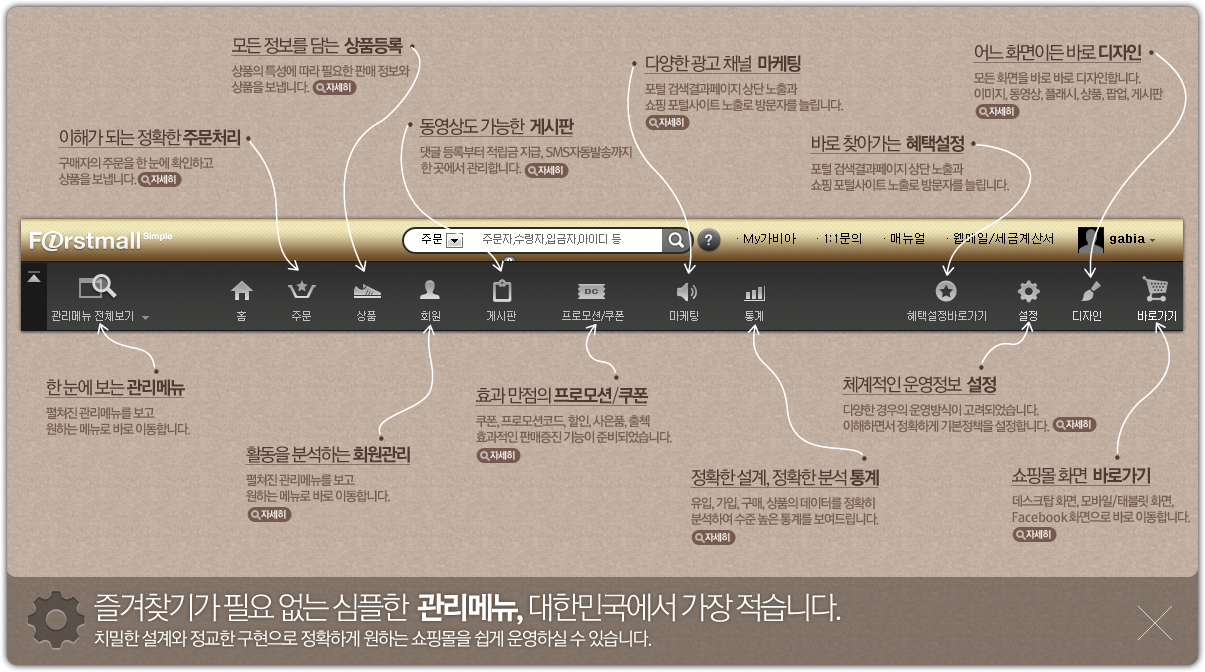 모든 정보를 담는 상품등록
상품의 특성에 따라 필요한 판매 정보와
상품을 보냅니다. 자세히
이해가 되는 정확한 주문처리
구매자의 주문을 한 눈에 확인하고
상품을 보냅니다. 자세히
동영상도 가능한 게시판
댓글 등록부터 적립금 지급, SMS자동발송까지
한 곳에서 관리합니다. 자세히
다양한 광고 채널 마케팅
포털 검색결과페이지 상단 노출과
쇼핑 포털사이트 노출로 방문자를 늘립니다.
자세히
바로 찾아가는 혜택설정
포털 검색결과페이지 상단 노출과
쇼핑 포털사이트 노출로 방문자를 늘립니다.
어느 화면이든 바로 디자인
모든 화면을 바로 바로 디자인합니다.
이미지, 동영상, 플래시, 상품, 팝업, 게시판
자세히
F@rstmall Simple
주문 주문자,수령자,입금자,아이디 등 ? · My가비아 · 1:1문의 · 매뉴얼 · 웹메일/세금계산서 gabia
DC
관리메뉴 전체보기 홈 주문 상품 회원 게시판 프로모션/쿠폰 마케팅 통계 혜택설정바로가기 설정 디자인 바로가기
한 눈에 보는 관리메뉴
펼쳐진 관리메뉴를 보고
원하는 메뉴로 바로 이동합니다.
활동을 분석하는 회원관리
펼쳐진 관리메뉴를 보고
원하는 메뉴로 바로 이동합니다.
자세히
효과 만점의 프로모션/쿠폰
쿠폰, 프로모션코드, 할인, 사은품, 출첵
효과적인 판매증진 기능이 준비되었습니다.
자세히
정확한 설계, 정확한 분석 통계
유입, 가입, 구매, 상품의 데이터를 정확히
분석하여 수준 높은 통계를 보여드립니다.
자세히
체계적인 운영정보 설정
다양한 경우의 운영방식이 고려되었습니다.
이해하면서 정확하게 기본정책을 설정합니다. 자세히
쇼핑몰 화면 바로가기
데스크탑 화면, 모바일/태블릿 화면,
Facebook 화면으로 바로 이동합니다.
자세히
즐겨찾기가 필요 없는 심플한 관리메뉴, 대한민국에서 가장 적습니다.
치밀한 설계와 정교한 구현으로 정확하게 원하는 쇼핑몰을 쉽게 운영하실 수 있습니다.